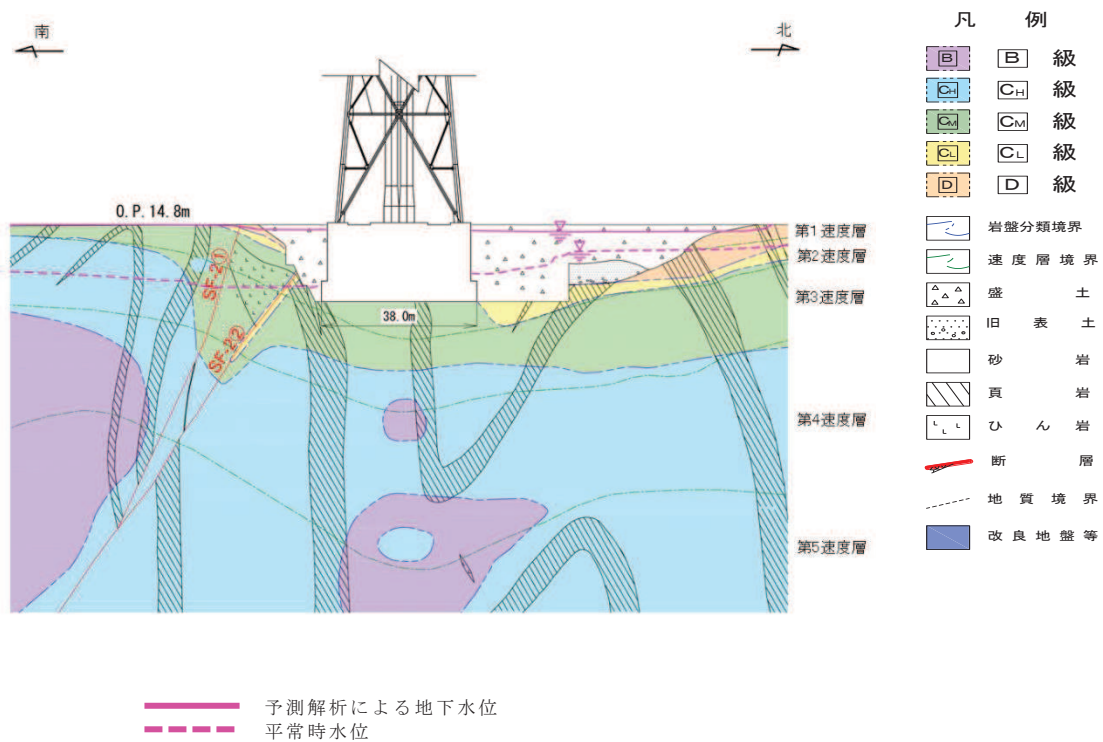 南
北
O.P.14.8m
SF-2①
SF-2②
38.0m
第1速度層
第2速度層
第3速度層
第4速度層
第5速度層
凡 例
B B 級
CH CH 級
CM CM 級
CL CL 級
D D 級
岩盤分類境界
速度層境界
盛土
旧表土
砂岩
頁岩
ひん岩
断層
地質境界
改良地盤等
予測解析による地下水位
平常時水位